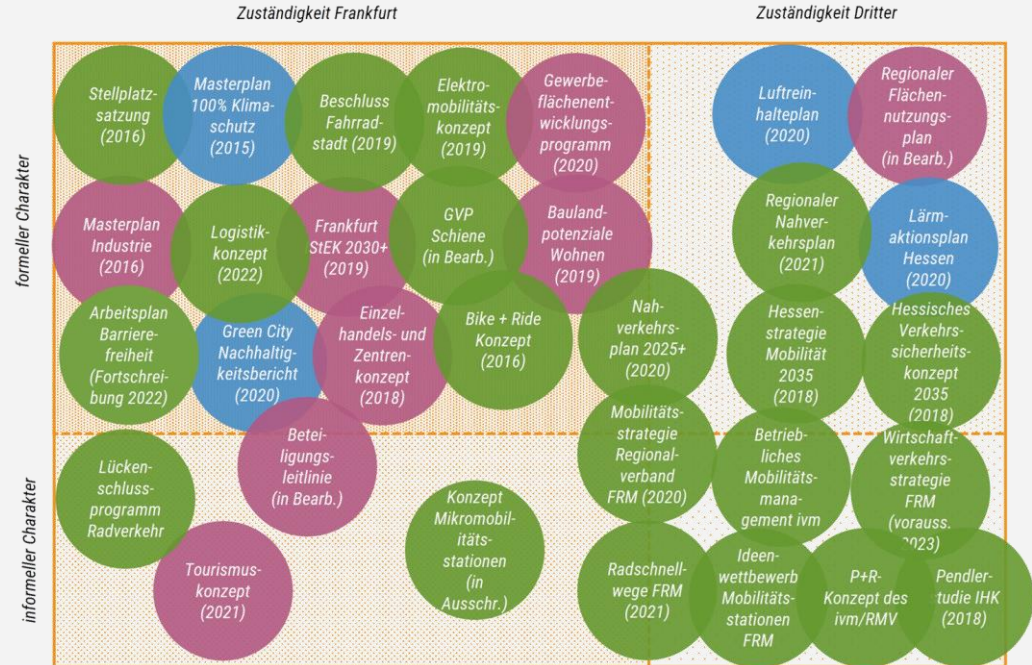 Zuständigkeit Frankfurt
Zuständigkeit Dritter
formeller Charakter
informeller Charakter
Stellplatz-
satzung
(2016)
Masterplan
100% Klima-
schutz
(2015)
Beschluss
Fahrrad-
stadt (2019)
Elektro-
mobilitäts-
konzept
(2019)
Gewerbe-
flächenent-
wicklungs-
programm
(2020)
Luftrein-
halteplan
(2020)
Regionaler
Flächen-
nutzungs-
plan
(in Bearb.)
Masterplan
Industrie
(2016)
Logistik-
konzept
(2022)
Frankfurt
StEK 2030+
(2019)
GVP
Schiene
(in Bearb.)
Bauland-
potenziale
Wohnen
(2019)
Regionaler
Nahver-
kehrsplan
(2021)
Lärm-
aktionsplan
Hessen
(2020)
Arbeitsplan
Barriere-
freiheit
(Fortschrei-
bung 2022)
Green City
Nachhaltig-
keitsbericht
(2020)
Einzel-
handels- und
Zentren-
konzept
(2018)
Bike + Ride
Konzept
(2016)
Nah-
verkehrs-
plan 2025+
(2020)
Hessen-
strategie
Mobilität
2035
(2018)
Hessisches
Verkehrs-
sicherheits-
konzept
2035
(2018)
Lücken-
schluss-
programm
Radverkehr
Betei-
ligungs-
leitlinie
(in Bearb.)
Tourismus-
konzept
(2021)
Konzept
Mikromobil-
itäts-
stationen
(in
Ausschr.)
Mobilitäts-
strategie
Regional-
verband
FRM (2020)
Betrieb-
liches
Mobilitäts-
mana-
gement ivm
Wirtschaft-
verkehrs-
strategie
FRM
(vorauss.
2023)
Radschnell-
wege FRM
(2021)
Ideen-
wettbewerb
Mobilitäts-
stationen
FRM
P+R-
Konzept des
ivm/RMV
Pendler-
studie IHK
(2018)